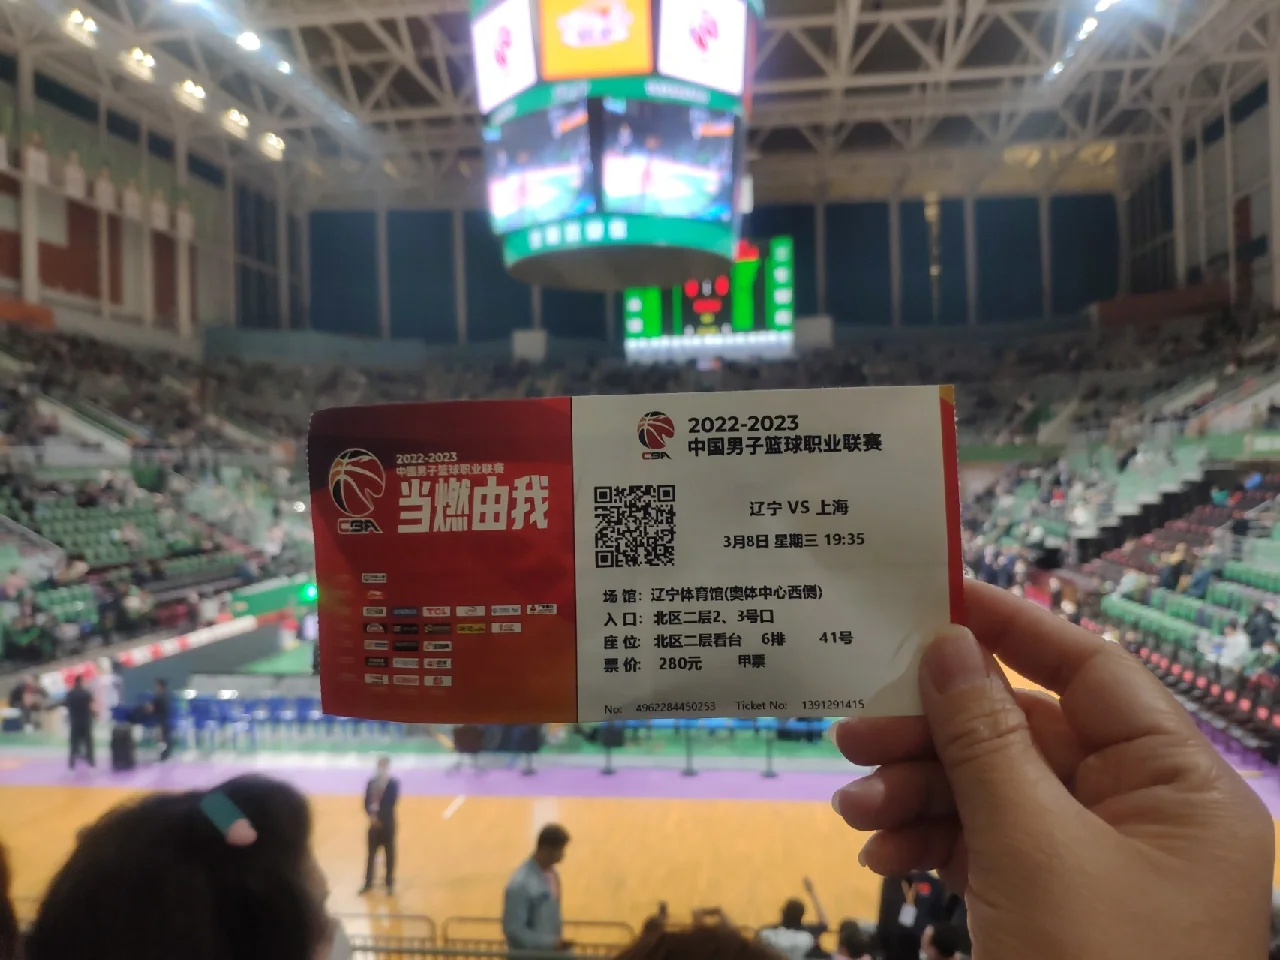 2022-2023
中国男子篮球职业联赛
当燃由我
CBA
TCL
2022-2023
中国男子篮球职业联赛
CBA
辽宁 VS 上海
3月8日 星期三 19:35
场 馆: 辽宁体育馆(奥体中心西侧)
入 口: 北区二层2、3号口
座 位: 北区二层看台 6排 41号
票 价: 280元 甲票
No: 4962284450253 Ticket No: 1391291415